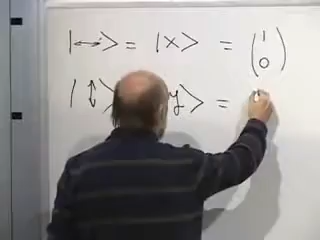 |↔> = |x> = (1 0)
|↕> y> =